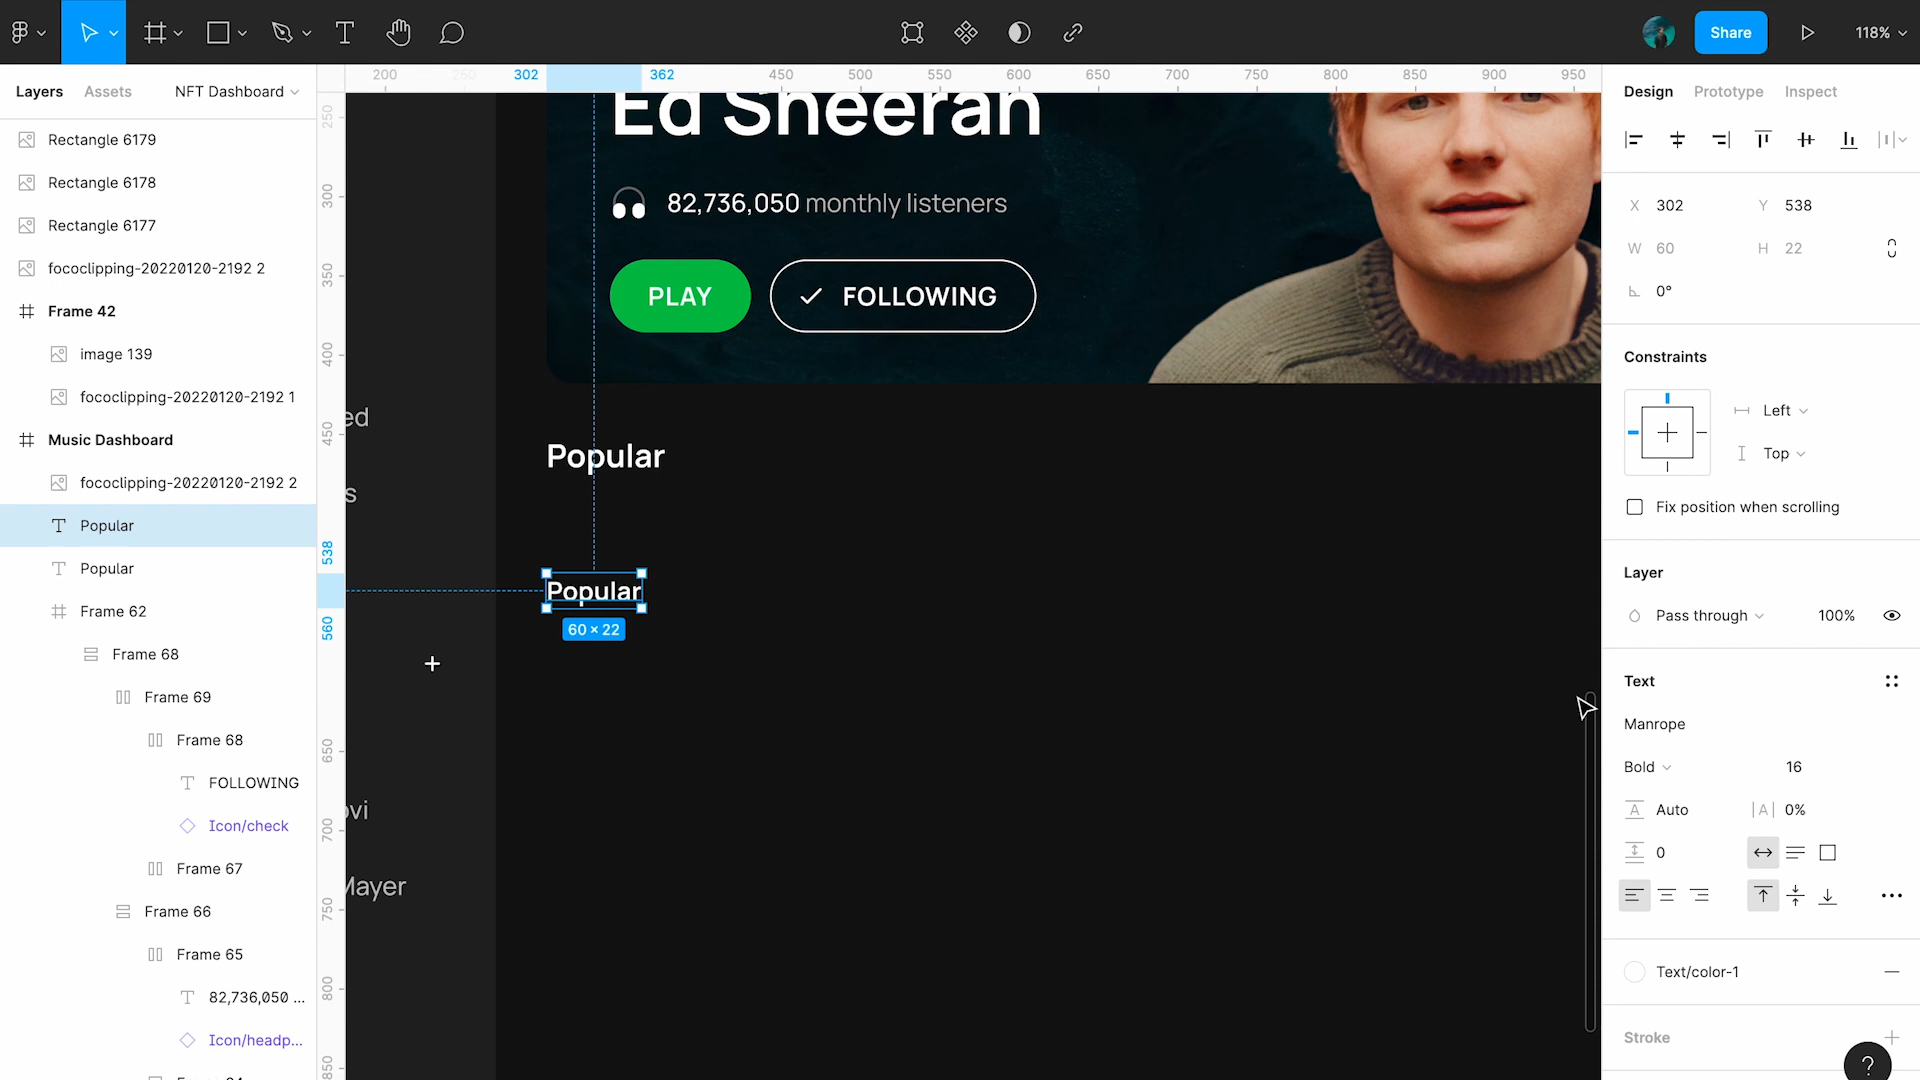 Share
118%
Layers
Assets
NFT Dashboard
200
250
302
362
450
500
550
600
650
700
750
800
850
900
950
Design
Prototype
Inspect
Rectangle 6179
Rectangle 6178
Rectangle 6177
fococlipping-20220120-2192 2
Frame 42
image 139
fococlipping-20220120-2192 1
Music Dashboard
fococlipping-20220120-2192 2
Popular
Popular
Frame 62
Frame 68
Frame 69
Frame 68
FOLLOWING
Icon/check
Frame 67
Frame 66
Frame 65
82,736,050 ...
Icon/headp...
250
300
350
400
450
538
560
650
700
750
800
850
Ed Sheeran
82,736,050 monthly listeners
PLAY
FOLLOWING
ed
Popular
s
Popular
60 × 22
ovi
Mayer
X 302
Y 538
W 60
H 22
0°
Constraints
Left
Top
Fix position when scrolling
Layer
Pass through
100%
Text
Manrope
Bold
16
A Auto
|A| 0%
0
Text/color-1
Stroke
?